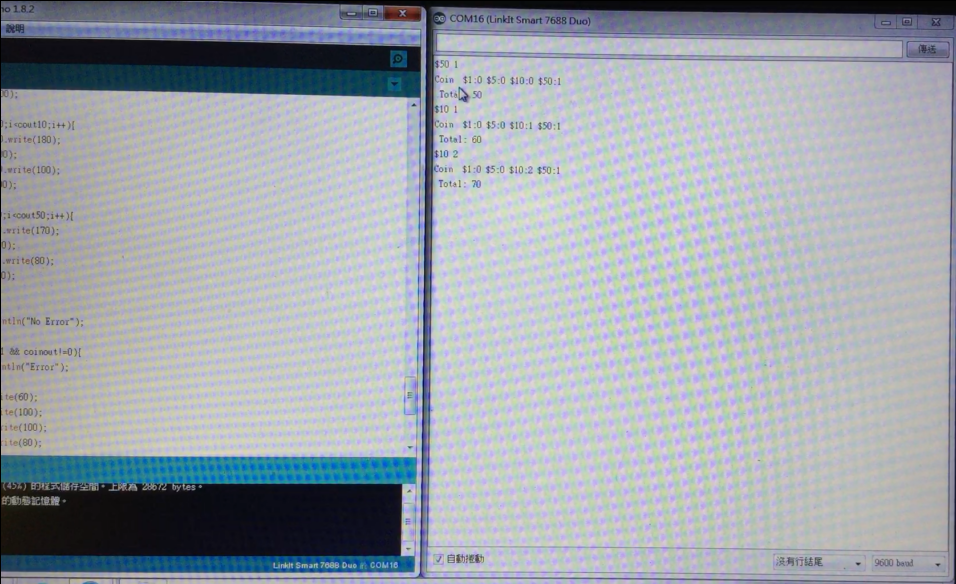 no 1.8.2
說明
00);
0;i<cout10;i++){
.write(180);
00);
.write(100);
00);
;i<cout50;i++){
.write(170);
0);
.write(80);
0);
ntln("No Error");
1 && coinout!=0){
ntln("Error");
ite(60);
ite(100);
ite(100);
ite(80);
(45%) 的程式儲存空間。上限為 28672 bytes。
的動態記憶體。
LinkIt Smart 7688 Duo on COM16
COM16 (LinkIt Smart 7688 Duo)
傳送
$50 1
Coin $1:0 $5:0 $10:0 $50:1
Total: 50
$10 1
Coin $1:0 $5:0 $10:1 $50:1
Total: 60
$10 2
Coin $1:0 $5:0 $10:2 $50:1
Total: 70
自動捲動
沒有行結尾
9600 baud